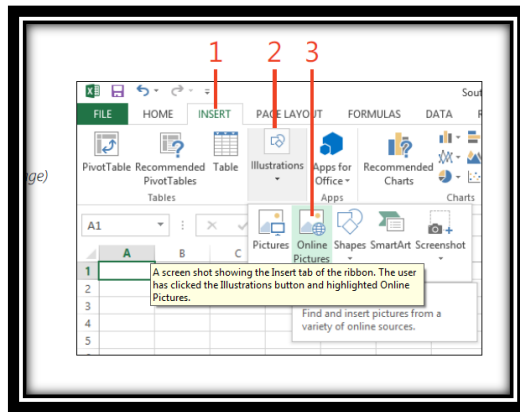 1 2 3
Sout
FILE HOME INSERT PAGE LAYOUT FORMULAS DATA
age)
PivotTable Recommended PivotTables Table
Tables
Illustrations
Apps for Office
Apps
Recommended Charts
Charts
A1
Pictures Online Pictures Shapes SmartArt Screenshot
A B C
1
A screen shot showing the Insert tab of the ribbon. The user
has clicked the Illustrations button and highlighted Online
Pictures.
2
3
4
5
Find and insert pictures from a
variety of online sources.